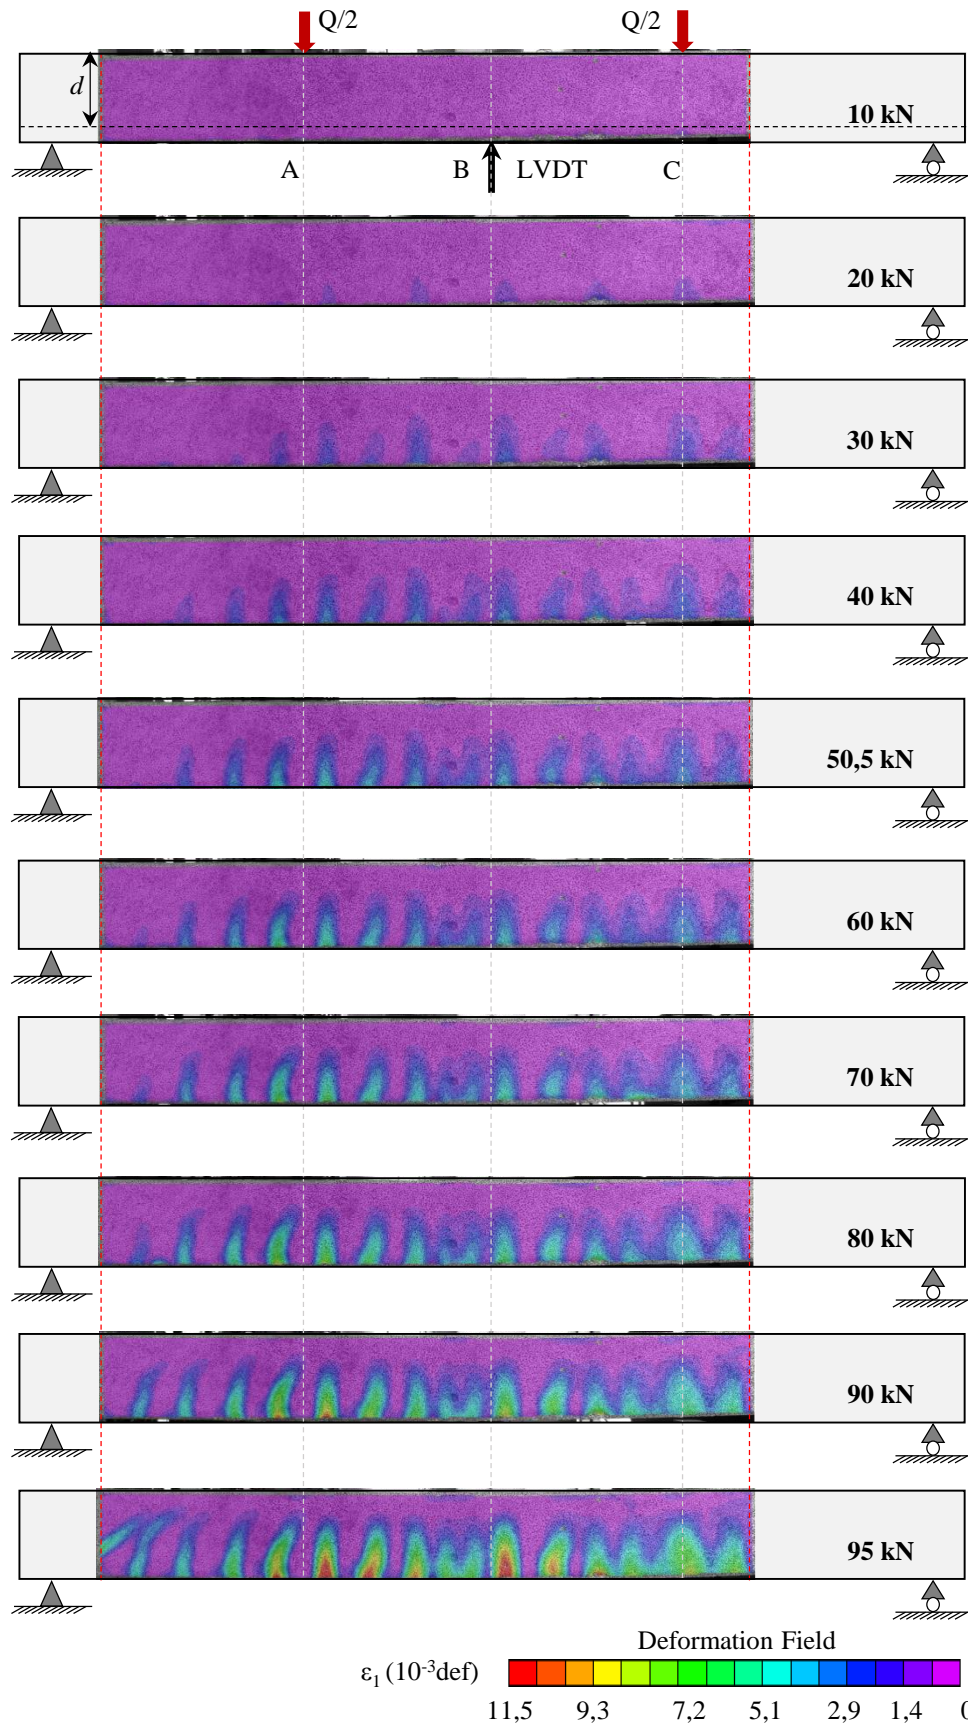 Q/2 Q/2
d
10 kN
A B LVDT C
20 kN
30 kN
40 kN
50,5 kN
60 kN
70 kN
80 kN
90 kN
95 kN
Deformation Field
ε₁ (10⁻³def)
11,5 9,3 7,2 5,1 2,9 1,4 0